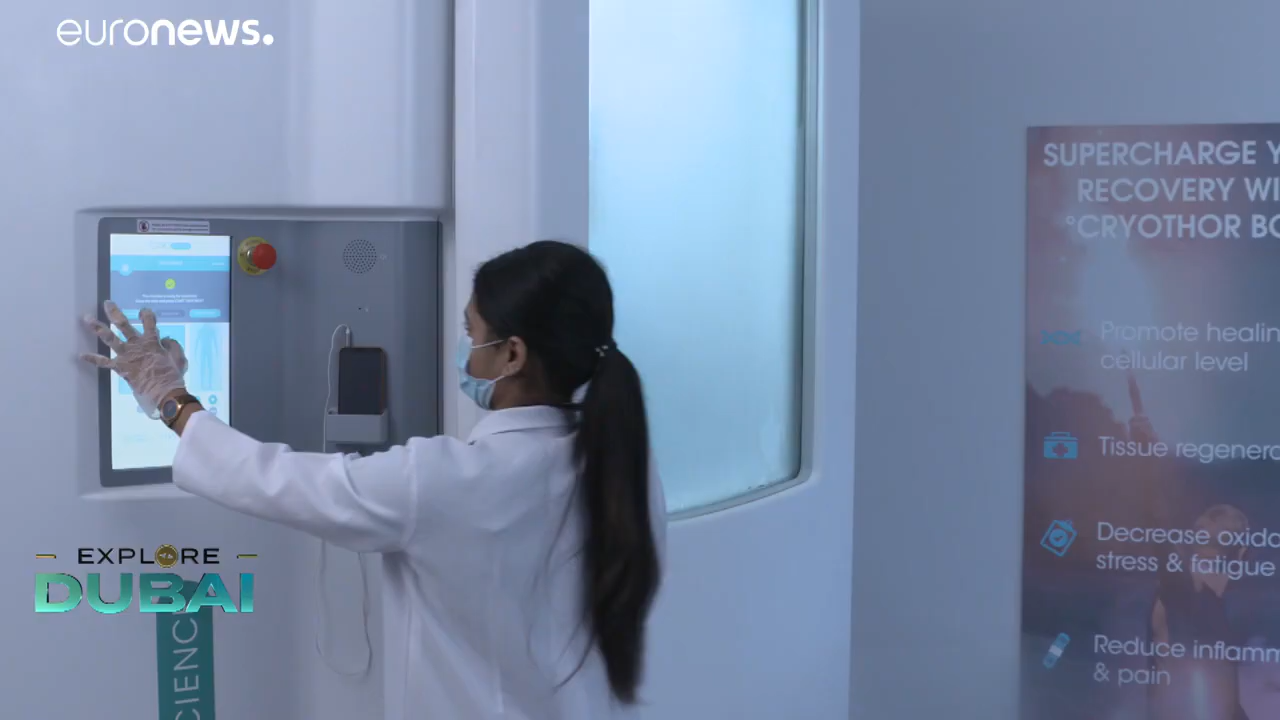 euronews.
SUPERCHARGE Y
RECOVERY WI
°CRYOTHOR BO
Promote healin
cellular level
Tissue regenera
Decrease oxida
stress & fatigue
Reduce inflamm
& pain
EXPLORE
DUBAI
CIENC